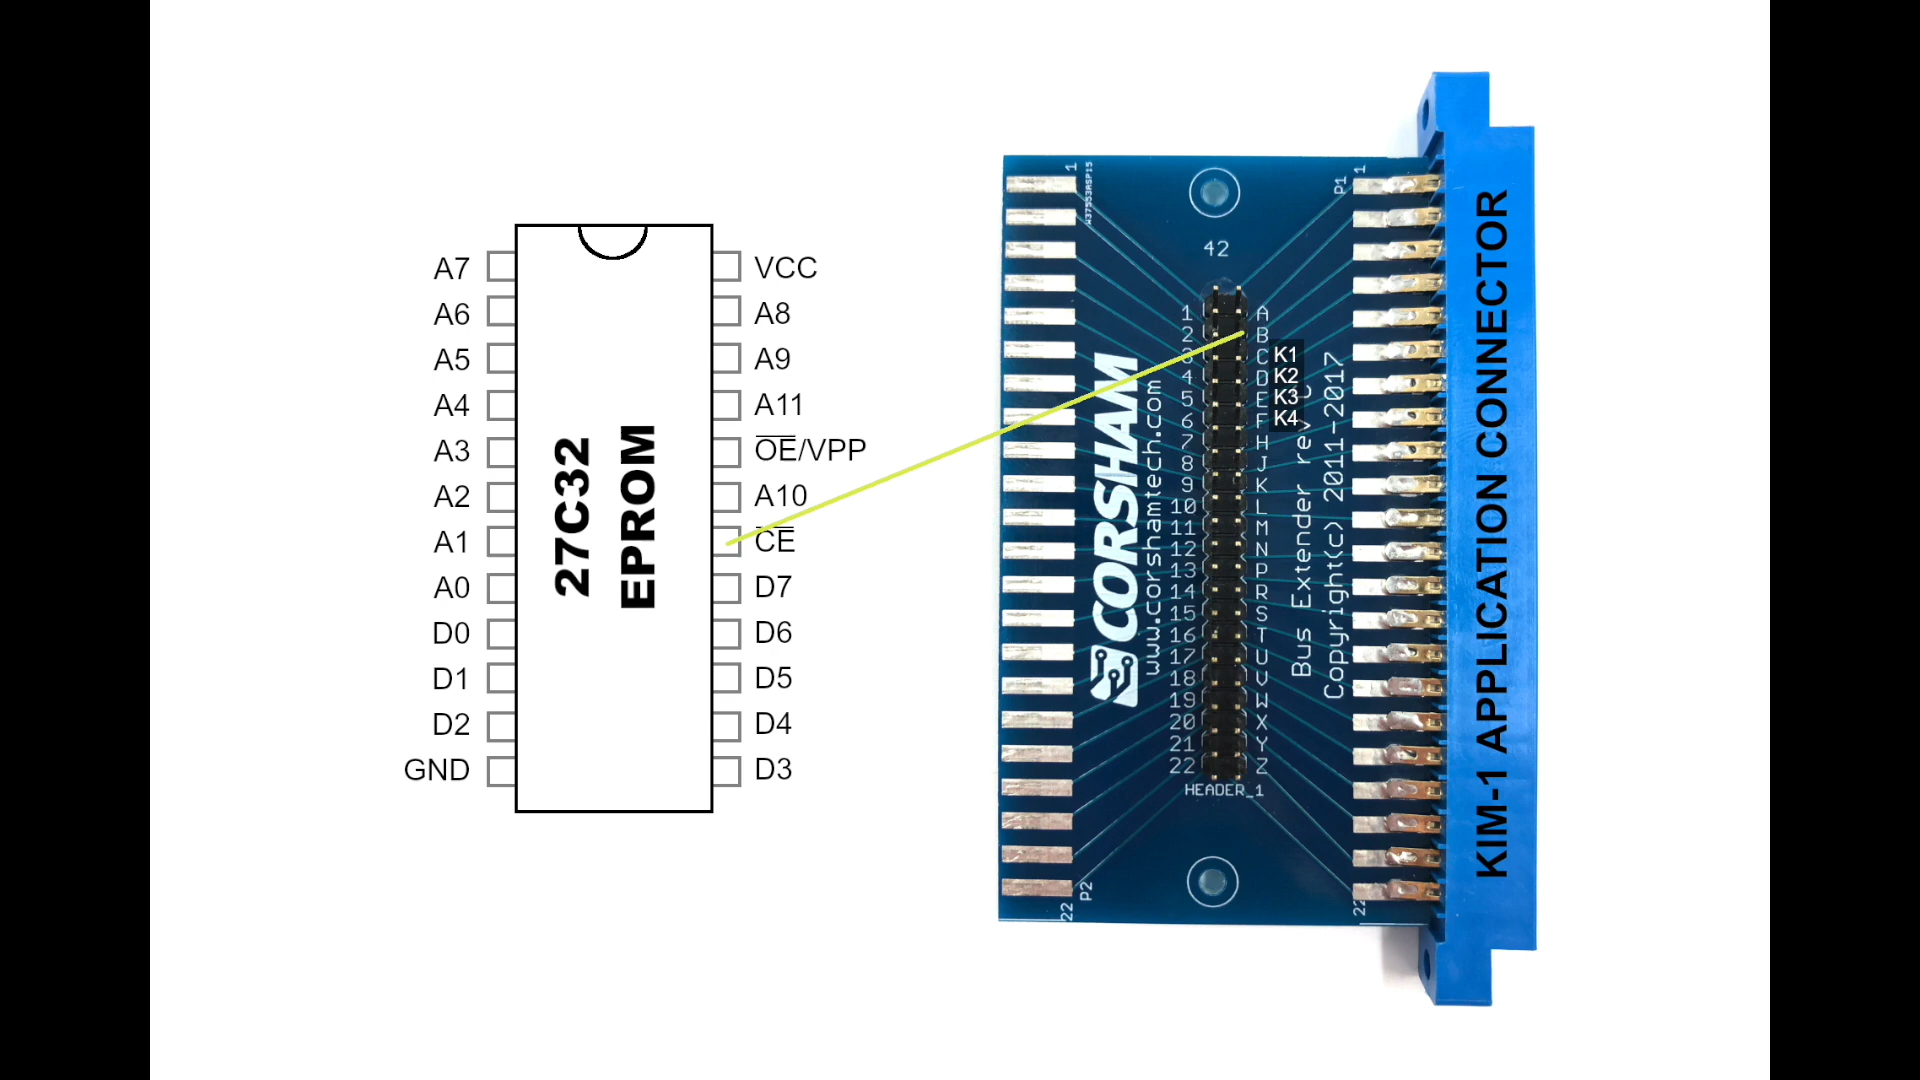 A7
A6
A5
A4
A3
A2
A1
A0
D0
D1
D2
GND
27C32
EPROM
VCC
A8
A9
A11
OE/VPP
A10
CE
D7
D6
D5
D4
D3
1
P1
1
42
1 A
2 B
3 C K1
4 D K2
5 E K3
6 F K4
7 H
8 J
9 K
10 L
11 M
12 N
13 P
14 R
15 S
16 T
17 U
18 V
19 W
20 X
21 Y
22 Z
HEADER_1
CORSHAM
www.corshamtech.com
Bus Extender rev
Copyright(c) 2011-2017
P2
22
22
KIM-1 APPLICATION CONNECTOR